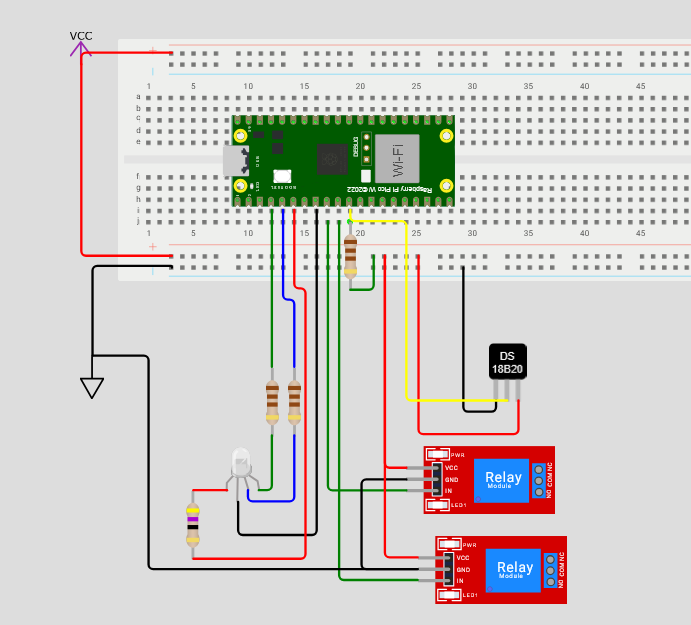 VCC
+
1 5 10 15 20 25 30 35 40 45
a
b
c
d
e
DEBUG
Wi-Fi
USB
LED
BOOTSEL
Raspberry Pi Pico W ©2022
f
g
h
i
j
1 5 10 15 20 25 30 35 40 45
+
DS
18B20
PWR
VCC
GND
IN
LED1
Relay
Module
NO COM NC
PWR
VCC
GND
IN
LED1
Relay
Module
NO COM NC